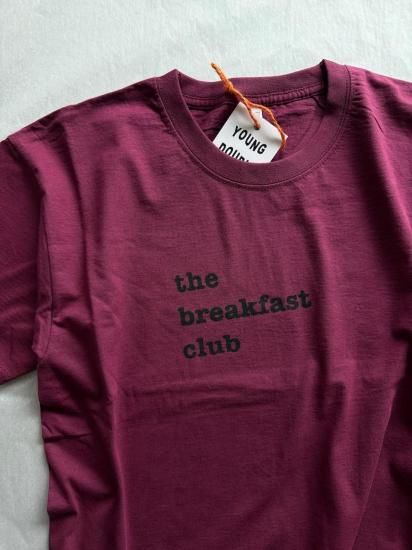 YOUNG
the
breakfast
club